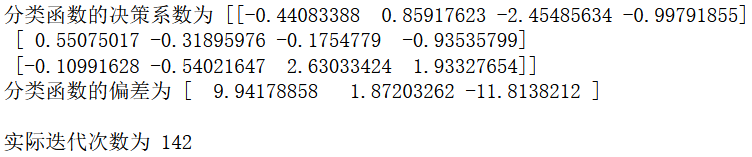 分类函数的决策系数为 [[-0.44083388  0.85917623 -2.45485634 -0.99791855]
 [ 0.55075017 -0.31895976 -0.1754779  -0.93535799]
 [-0.10991628 -0.54021647  2.63033424  1.93327654]]
分类函数的偏差为 [  9.94178858   1.87203262 -11.8138212 ]
实际迭代次数为 142